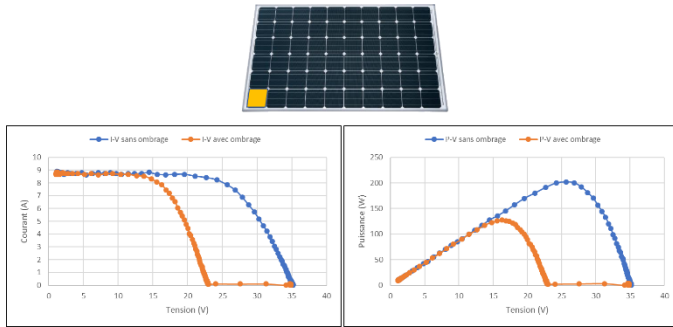 I-V sans ombrage I-V avec ombrage
Courant (A)
10
9
8
7
6
5
4
3
2
1
0
0 5 10 15 20 25 30 35 40
Tension (V)
P-V sans ombrage P-V avec ombrage
Puissance (W)
250
200
150
100
50
0
0 5 10 15 20 25 30 35 40
Tension (V)